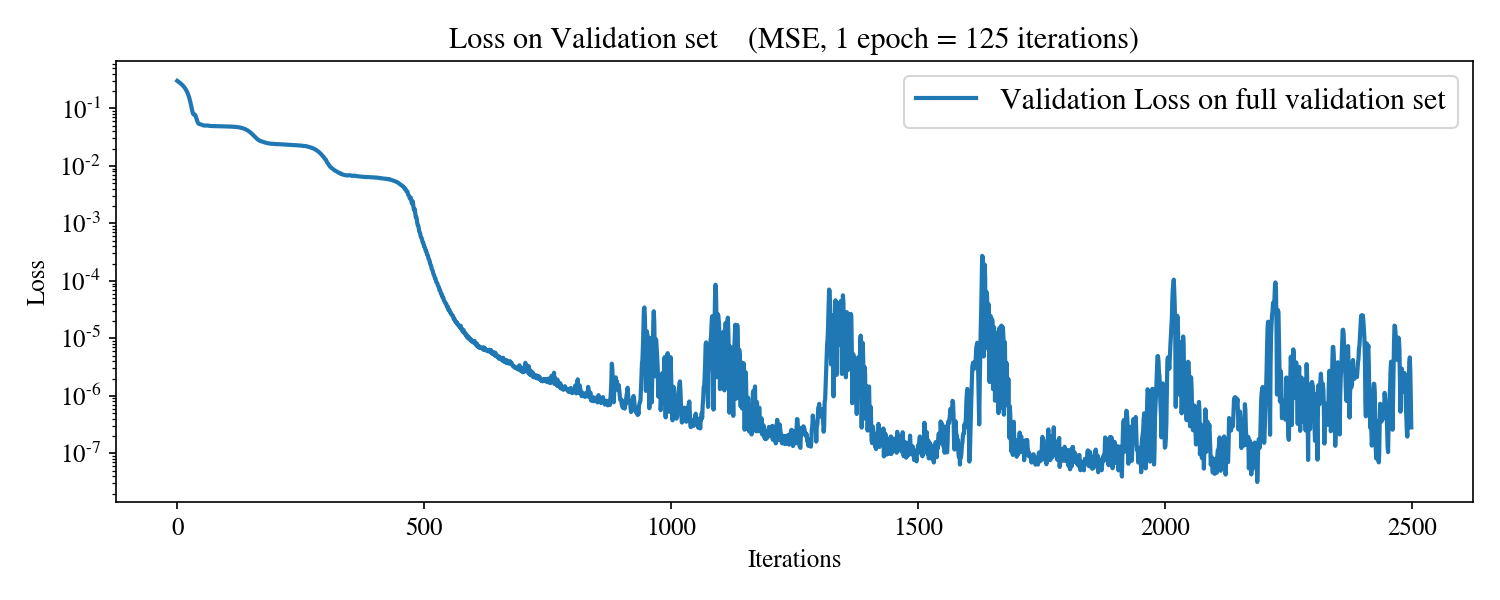 Loss on Validation set    (MSE, 1 epoch = 125 iterations)
Validation Loss on full validation set
Loss
10^-1
10^-2
10^-3
10^-4
10^-5
10^-6
10^-7
0 500 1000 1500 2000 2500
Iterations